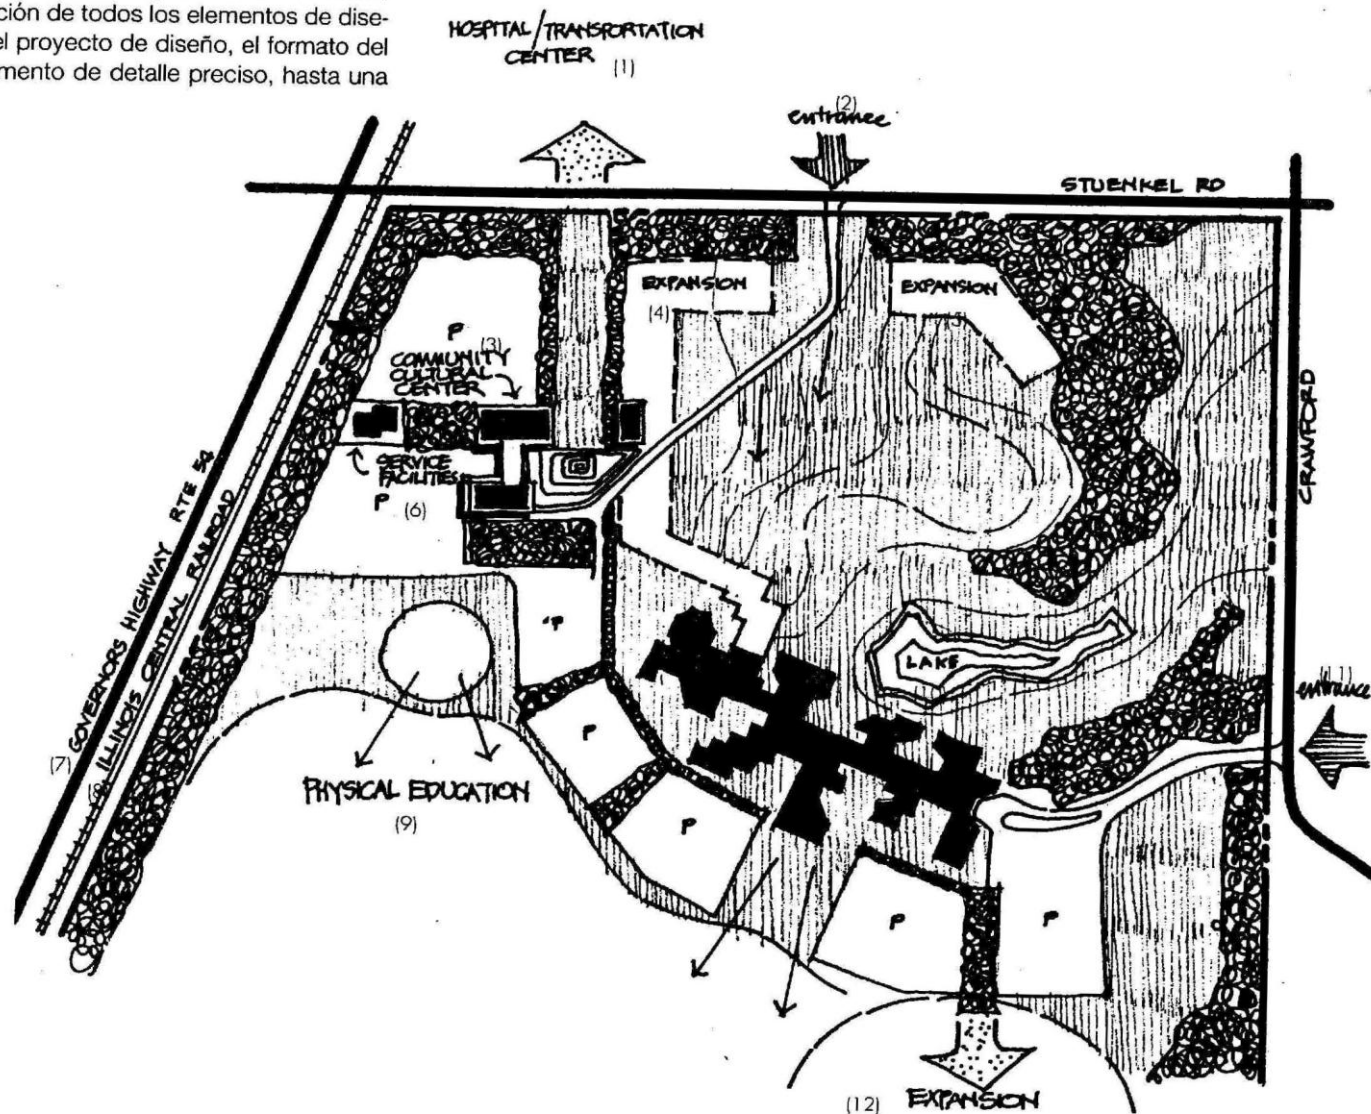 ción de todos los elementos de dise-
el proyecto de diseño, el formato del
mento de detalle preciso, hasta una
HOSPITAL/TRANSPORTATION
CENTER (1)
(2)
entrance
STUENKEL RD
EXPANSION
(4)
EXPANSION
P
(3)
COMMUNITY
CULTURAL
CENTER
SERVICE
FACILITIES
P (6)
CRAWFORD
GOVERNORS HIGHWAY RTE 54
(7)
ILLINOIS CENTRAL RAILROAD
P
LAKE
entrance
P
PHYSICAL EDUCATION
(9)
P
P
P
(12) EXPANSION